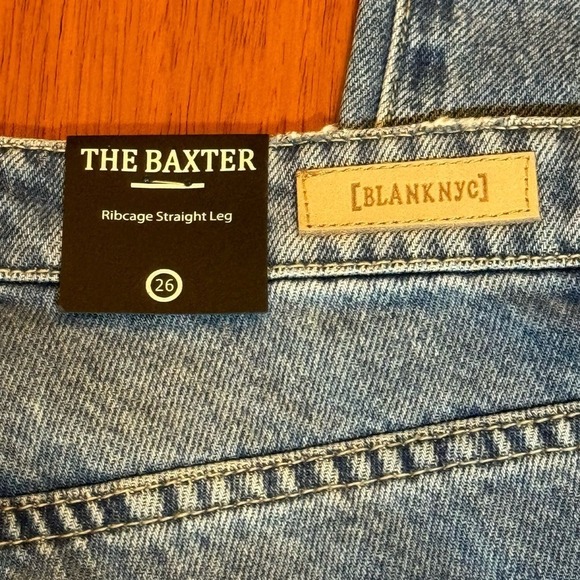 THE BAXTER
Ribcage Straight Leg
26
[BLANKNYC]